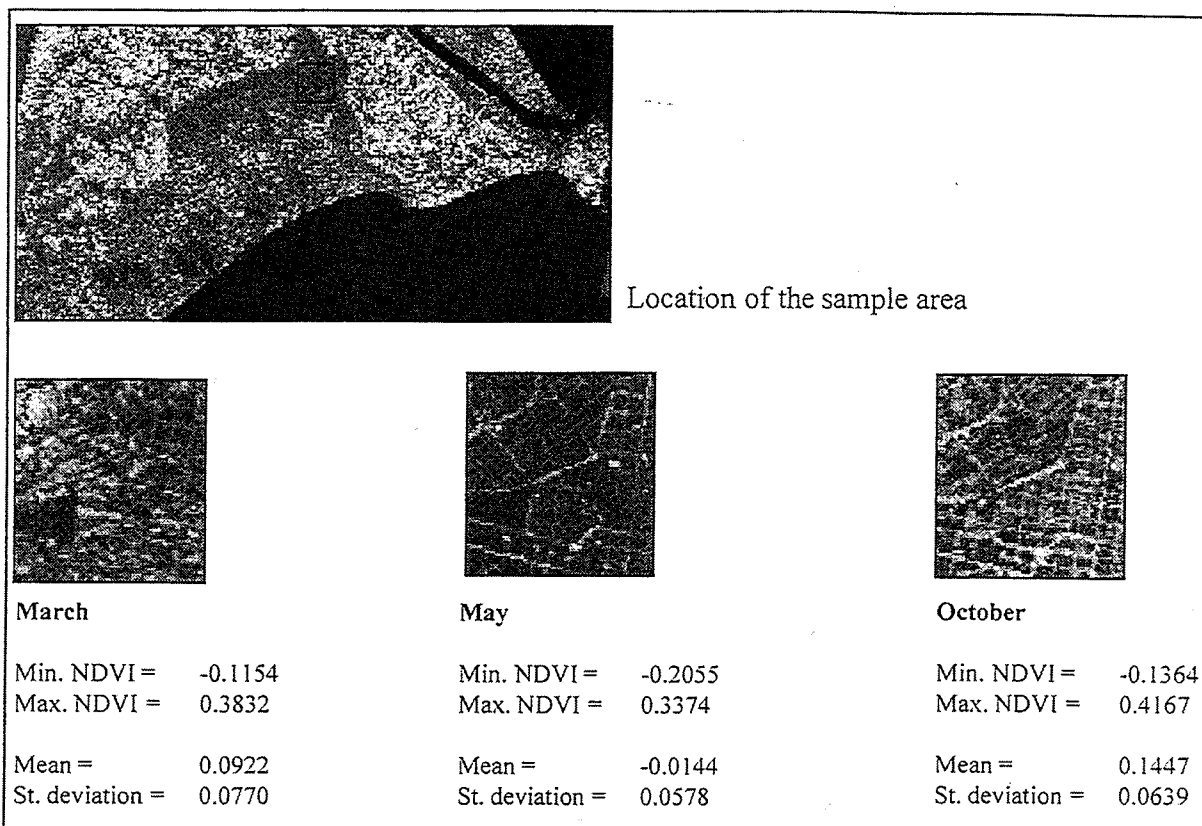 Location of the sample area
March
Min. NDVI = -0.1154
Max. NDVI = 0.3832
Mean = 0.0922
St. deviation = 0.0770
May
Min. NDVI = -0.2055
Max. NDVI = 0.3374
Mean = -0.0144
St. deviation = 0.0578
October
Min. NDVI = -0.1364
Max. NDVI = 0.4167
Mean = 0.1447
St. deviation = 0.0639